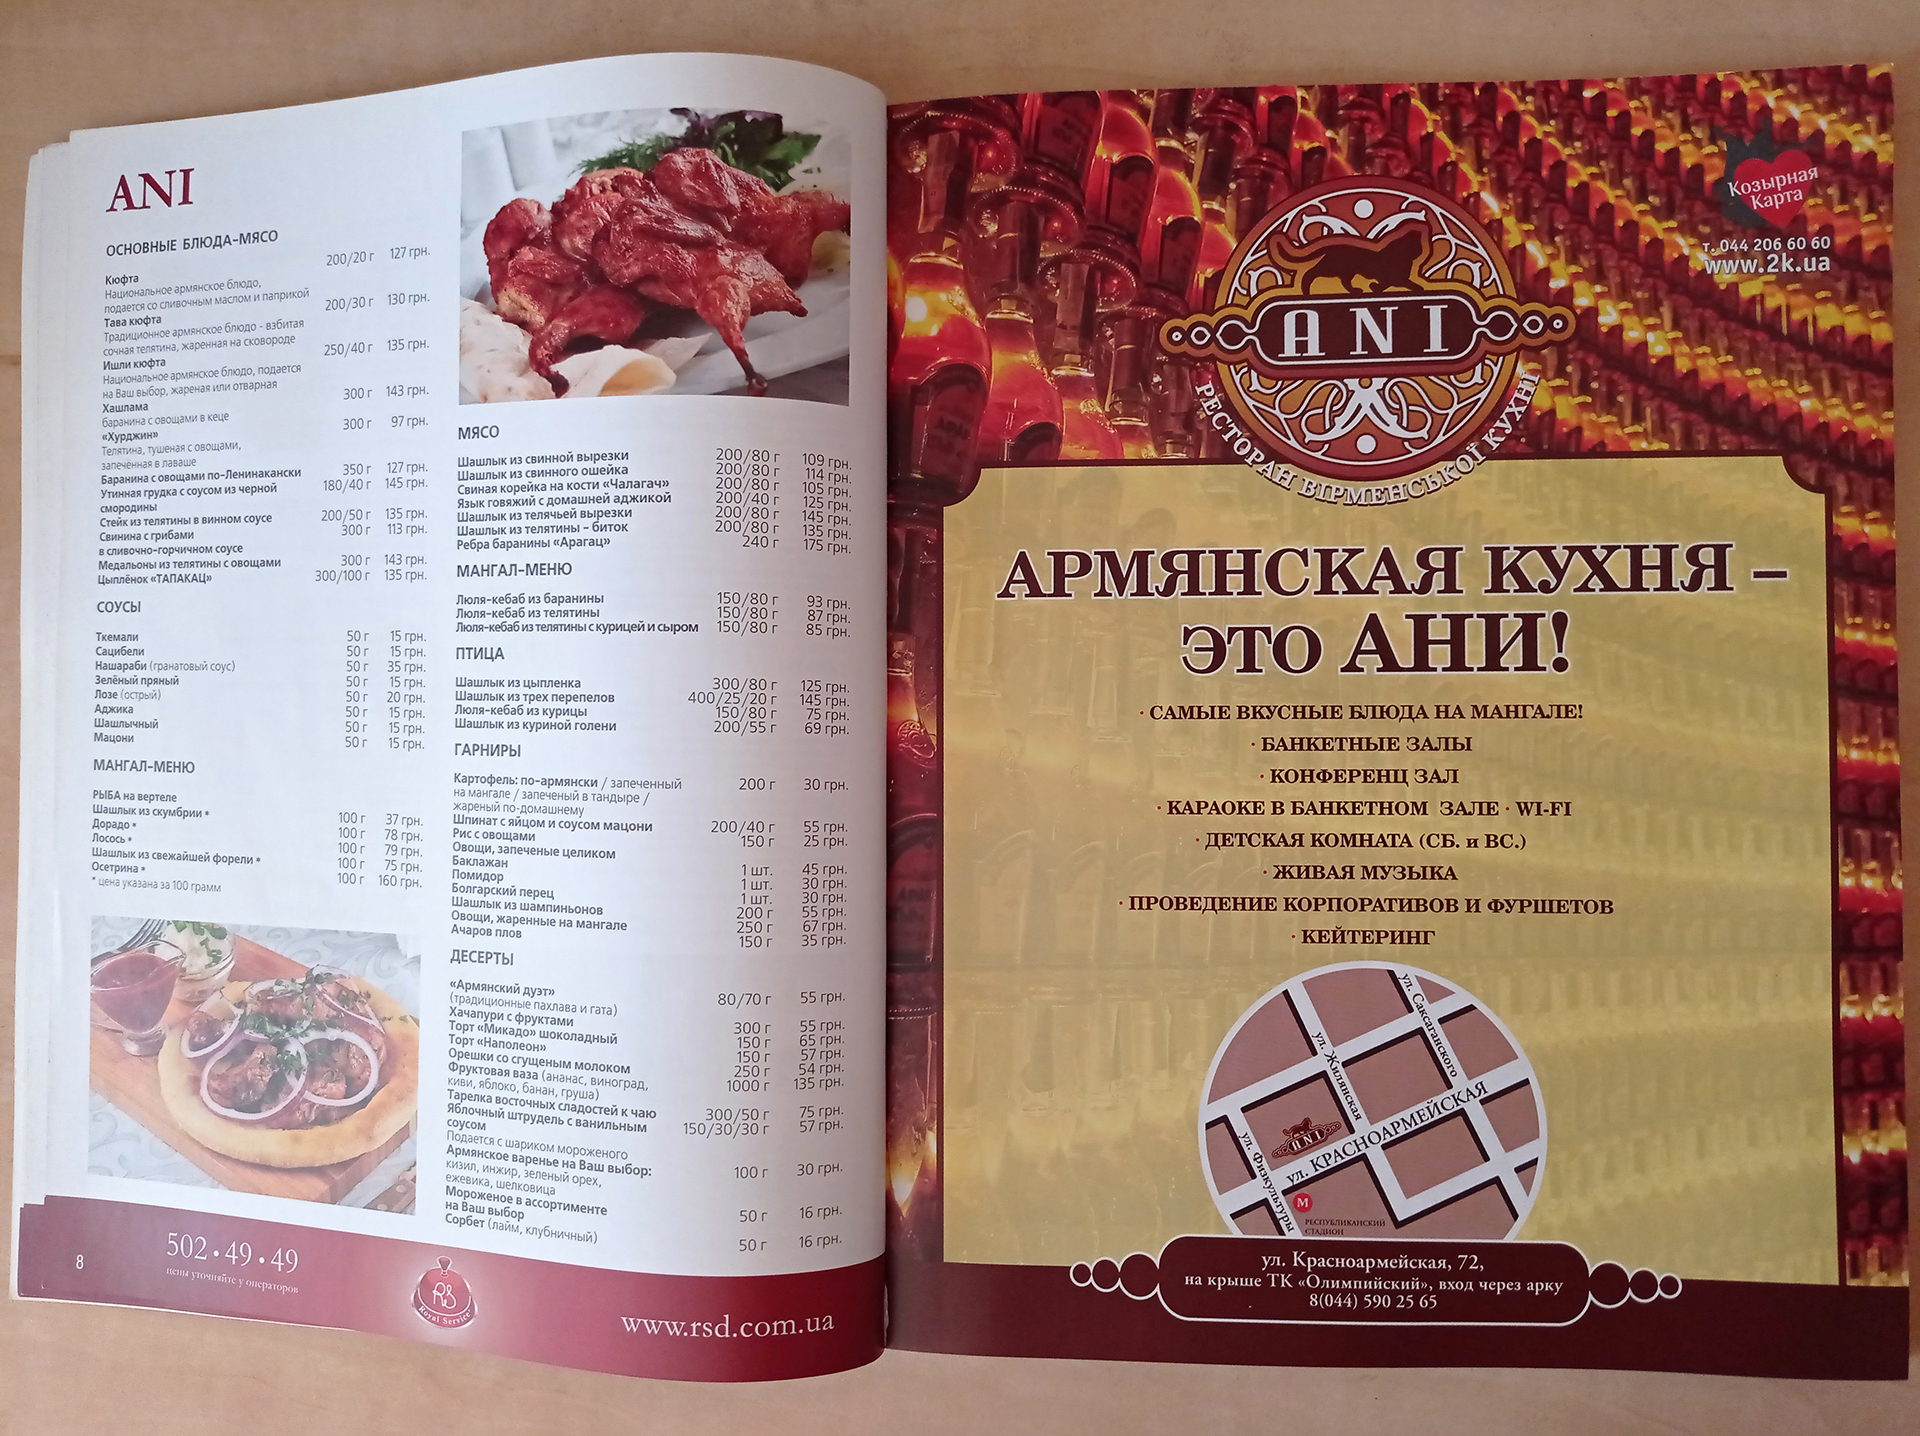 ANI
ОСНОВНЫЕ БЛЮДА-МЯСО
Кюфта 200/20 г 127 грн.
Национальное армянское блюдо,
подается со сливочным маслом и паприкой
Тава кюфта 200/30 г 130 грн.
Традиционное армянское блюдо - взбитая
сочная телятина, жаренная на сковороде
Ишли кюфта 250/40 г 135 грн.
Национальное армянское блюдо, подается
на Ваш выбор, жареная или отварная
Хашлама 300 г 143 грн.
баранина с овощами в кеце
«Хурджин» 300 г 97 грн.
Телятина, тушеная с овощами,
запечённая в лаваше
Баранина с овощами по-Ленинакански 350 г 127 грн.
Утинная грудка с соусом из черной 180/40 г 145 грн.
смородины
Стейк из телятины в винном соусе 200/50 г 135 грн.
Свинина с грибами 300 г 113 грн.
в сливочно-горчичном соусе
Медальоны из телятины с овощами 300 г 143 грн.
Цыплёнок «ТАПАКАЦ» 300/100 г 135 грн.
СОУСЫ
Ткемали 50 г 15 грн.
Сацибели 50 г 15 грн.
Нашараби (гранатовый соус) 50 г 35 грн.
Зелёный пряный 50 г 15 грн.
Лозе (острый) 50 г 20 грн.
Аджика 50 г 15 грн.
Шашлычный 50 г 15 грн.
Мацони 50 г 15 грн.
МАНГАЛ-МЕНЮ
РЫБА на вертеле
Шашлык из скумбрии * 100 г 37 грн.
Дорадо * 100 г 78 грн.
Лосось * 100 г 79 грн.
Шашлык из свежайшей форели * 100 г 75 грн.
Осетрина * 100 г 160 грн.
* цена указана за 100 грамм
МЯСО
Шашлык из свинной вырезки 200/80 г 109 грн.
Шашлык из свинного ошейка 200/80 г 114 грн.
Свиная корейка на кости «Чалагач» 200/80 г 105 грн.
Язык говяжий с домашней аджикой 200/40 г 125 грн.
Шашлык из телячьей вырезки 200/80 г 145 грн.
Шашлык из телятины - биток 200/80 г 135 грн.
Ребра баранины «Арагац» 240 г 175 грн.
МАНГАЛ-МЕНЮ
Люля-кебаб из баранины 150/80 г 93 грн.
Люля-кебаб из телятины 150/80 г 87 грн.
Люля-кебаб из телятины с курицей и сыром 150/80 г 85 грн.
ПТИЦА
Шашлык из цыпленка 300/80 г 125 грн.
Шашлык из трех перепелов 400/25/20 г 145 грн.
Люля-кебаб из курицы 150/80 г 75 грн.
Шашлык из куриной голени 200/55 г 69 грн.
ГАРНИРЫ
Картофель: по-армянски / запеченный 200 г 30 грн.
на мангале / запеченый в тандыре /
жареный по-домашнему
Шпинат с яйцом и соусом мацони 200/40 г 55 грн.
Рис с овощами 150 г 25 грн.
Овощи, запеченые целиком
Баклажан 1 шт. 45 грн.
Помидор 1 шт. 30 грн.
Болгарский перец 1 шт. 30 грн.
Шашлык из шампиньонов 200 г 55 грн.
Овощи, жаренные на мангале 250 г 67 грн.
Ачаров плов 150 г 35 грн.
ДЕСЕРТЫ
«Армянский дуэт» 80/70 г 55 грн.
(традиционные пахлава и гата)
Хачапури с фруктами 300 г 55 грн.
Торт «Микадо» шоколадный 150 г 65 грн.
Торт «Наполеон» 150 г 57 грн.
Орешки со сгущеным молоком 250 г 54 грн.
Фруктовая ваза (ананас, виноград, 1000 г 135 грн.
киви, яблоко, банан, груша)
Тарелка восточных сладостей к чаю 300/50 г 75 грн.
Яблочный штрудель с ванильным 150/30/30 г 57 грн.
соусом
Подается с шариком мороженого
Армянское варенье на Ваш выбор: 100 г 30 грн.
кизил, инжир, зеленый орех,
ежевика, шелковица
Мороженое в ассортименте
на Ваш выбор 50 г 16 грн.
Сорбет (лайм, клубничный) 50 г 16 грн.
8
502 • 49 • 49
цены уточняйте у операторов
RS
Royal Service
www.rsd.com.ua
Козырная
Карта
т. 044 206 60 60
www.2k.ua
ANI
РЕСТОРАН ВІРМЕНСЬКОЇ КУХНІ
АРМЯНСКАЯ КУХНЯ –
ЭТО АНИ!
· САМЫЕ ВКУСНЫЕ БЛЮДА НА МАНГАЛЕ!
· БАНКЕТНЫЕ ЗАЛЫ
· КОНФЕРЕНЦ ЗАЛ
· КАРАОКЕ В БАНКЕТНОМ ЗАЛЕ · WI-FI
· ДЕТСКАЯ КОМНАТА (СБ. и ВС.)
· ЖИВАЯ МУЗЫКА
· ПРОВЕДЕНИЕ КОРПОРАТИВОВ И ФУРШЕТОВ
· КЕЙТЕРИНГ
ул. Саксаганского
ул. Жилянская
ул. КРАСНОАРМЕЙСКАЯ
ANI
ул. Физкультуры
М
РЕСПУБЛИКАНСКИЙ
СТАДИОН
ул. Красноармейская, 72,
на крыше ТК «Олимпийский», вход через арку
8(044) 590 25 65